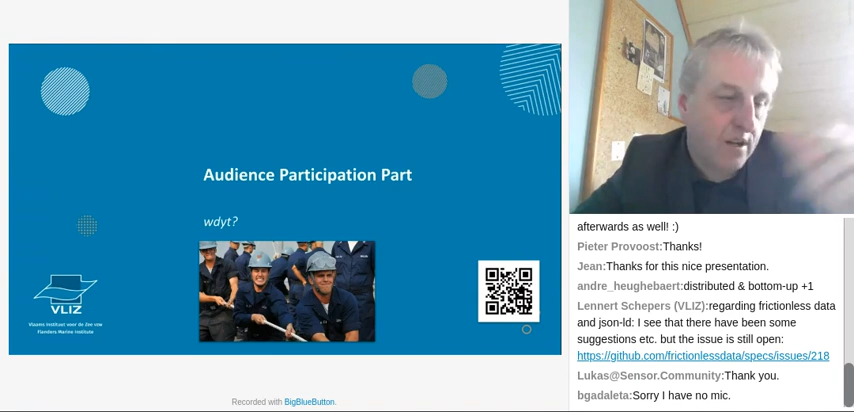 Audience Participation Part
wdyt?
VLIZ
Vlaams Instituut voor de Zee vzw
Flanders Marine Institute
Recorded with BigBlueButton.
afterwards as well! :)
Pieter Provoost:Thanks!
Jean:Thanks for this nice presentation.
andre_heughebaert:distributed & bottom-up +1
Lennert Schepers (VLIZ):regarding frictionless data
and json-ld: I see that there have been some
suggestions etc. but the issue is still open:
https://github.com/frictionlessdata/specs/issues/218
Lukas@Sensor.Community:Thank you.
bgadaleta:Sorry I have no mic.